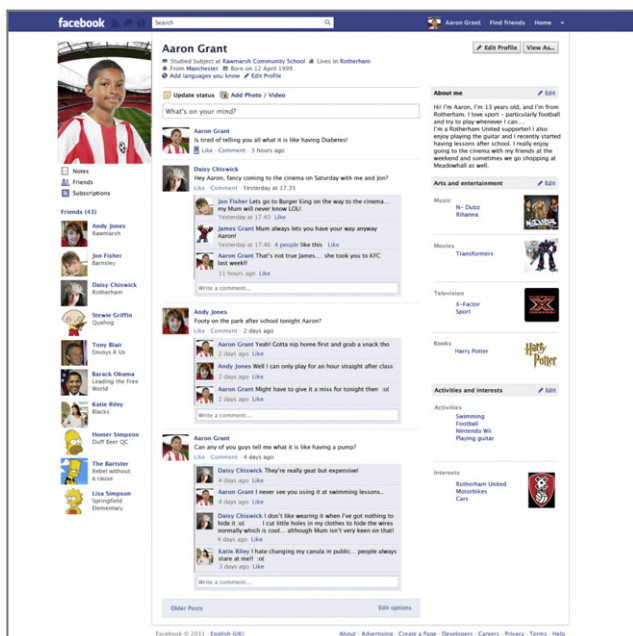 facebook
Search
Aaron Grant
Find friends
Home
Aaron Grant
Edit Profile
View As...
Studied Subject at Rawmarsh Community School
Lives in Rotherham
From Manchester
Born on 12 April 1999
Add languages you know
Edit Profile
Update status
Add Photo / Video
What's on your mind?
Aaron Grant
Is tired of telling you all what it is like having Diabetes!
Like · Comment · 3 hours ago
Daisy Chiswick
Hey Aaron, fancy coming to the cinema on Saturday with me and Jon?
Like · Comment · Yesterday at 17.35
Jon Fisher Lets go to Burger King on the way to the cinema...
my Mum will never know LOL!
Yesterday at 17.43 Like
James Grant Mum always lets you have your way anyway
Aaron!
Yesterday at 17.46 4 people like this Like
Aaron Grant That's not true James... she took you to KFC
last week!!
11 hours ago Like
Write a comment...
Andy Jones
Footy on the park after school tonight Aaron?
Like · Comment · 2 days ago
Aaron Grant Yeah! Gotta nip home first and grab a snack tho
2 days ago Like
Andy Jones Well I can only play for an hour straight after class
2 days ago Like
Aaron Grant Might have to give it a miss for tonight then :o(
2 days ago Like
Write a comment...
Aaron Grant
Can any of you guys tell me what it is like having a pump?
Like · Comment · 4 days ago
Daisy Chiswick They're really geat but expensive!
4 days ago Like
Aaron Grant I never see you using it at swimming lessons..
4 days ago Like
Daisy Chiswick I don't like wearing it when I've got nothing to
hide it :o( I cut little holes in my clothes to hide the wires
normally which is cool... although Mum isn't very keen on that!
4 days ago Like
Katie Riley I hate changing my canula in public... people always
stare at me!! :o(
3 days ago Like
Write a comment...
Older Posts
Edit options
Notes
Friends
Subscriptions
Friends (43)
Andy Jones
Rawmarsh
Jon Fisher
Barnsley
Daisy Chiswick
Rotherham
Stewie Griffin
Quahog
Tony Blair
Envoys R Us
Barack Obama
Leading the Free
World
Katie Riley
Blacks
Homer Simpson
Duff Beer QC
The Bartster
Rebel without
a cause
Lisa Simpson
Springfield
Elementary
About me
Edit
Hi! I'm Aaron, I'm 13 years old, and I'm from
Rotherham. I love sport - particularly football
and try to play whenever I can....
I'm a Rotherham United supporter! I also
enjoy playing the guitar and I recently started
having lessons after school. I really enjoy
going to the cinema with my friends at the
weekend and sometimes we go shopping at
Meadowhall as well.
Arts and entertainment
Edit
Music
N- Dubz
Rihanna
Movies
Transformers
Television
X-Factor
Sport
Books
Harry Potter
Harry
Potter
Activities and interests
Edit
Activities
Swimming
Football
Nintendo Wii
Playing guitar
Interests
Rotherham United
Motorbikes
Cars
Facebook © 2011 · English (UK)
About · Advertising · Create a Page · Developers · Careers · Privacy · Terms · Help